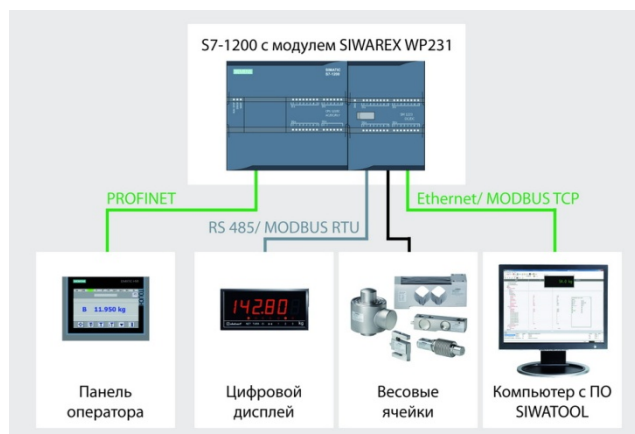 S7-1200 с модулем SIWAREX WP231
PROFINET
Ethernet/ MODBUS TCP
RS 485/ MODBUS RTU
B 11.950 kg
142.80
kg
Панель
оператора
Цифровой
дисплей
Весовые
ячейки
Компьютер с ПО
SIWATOOL